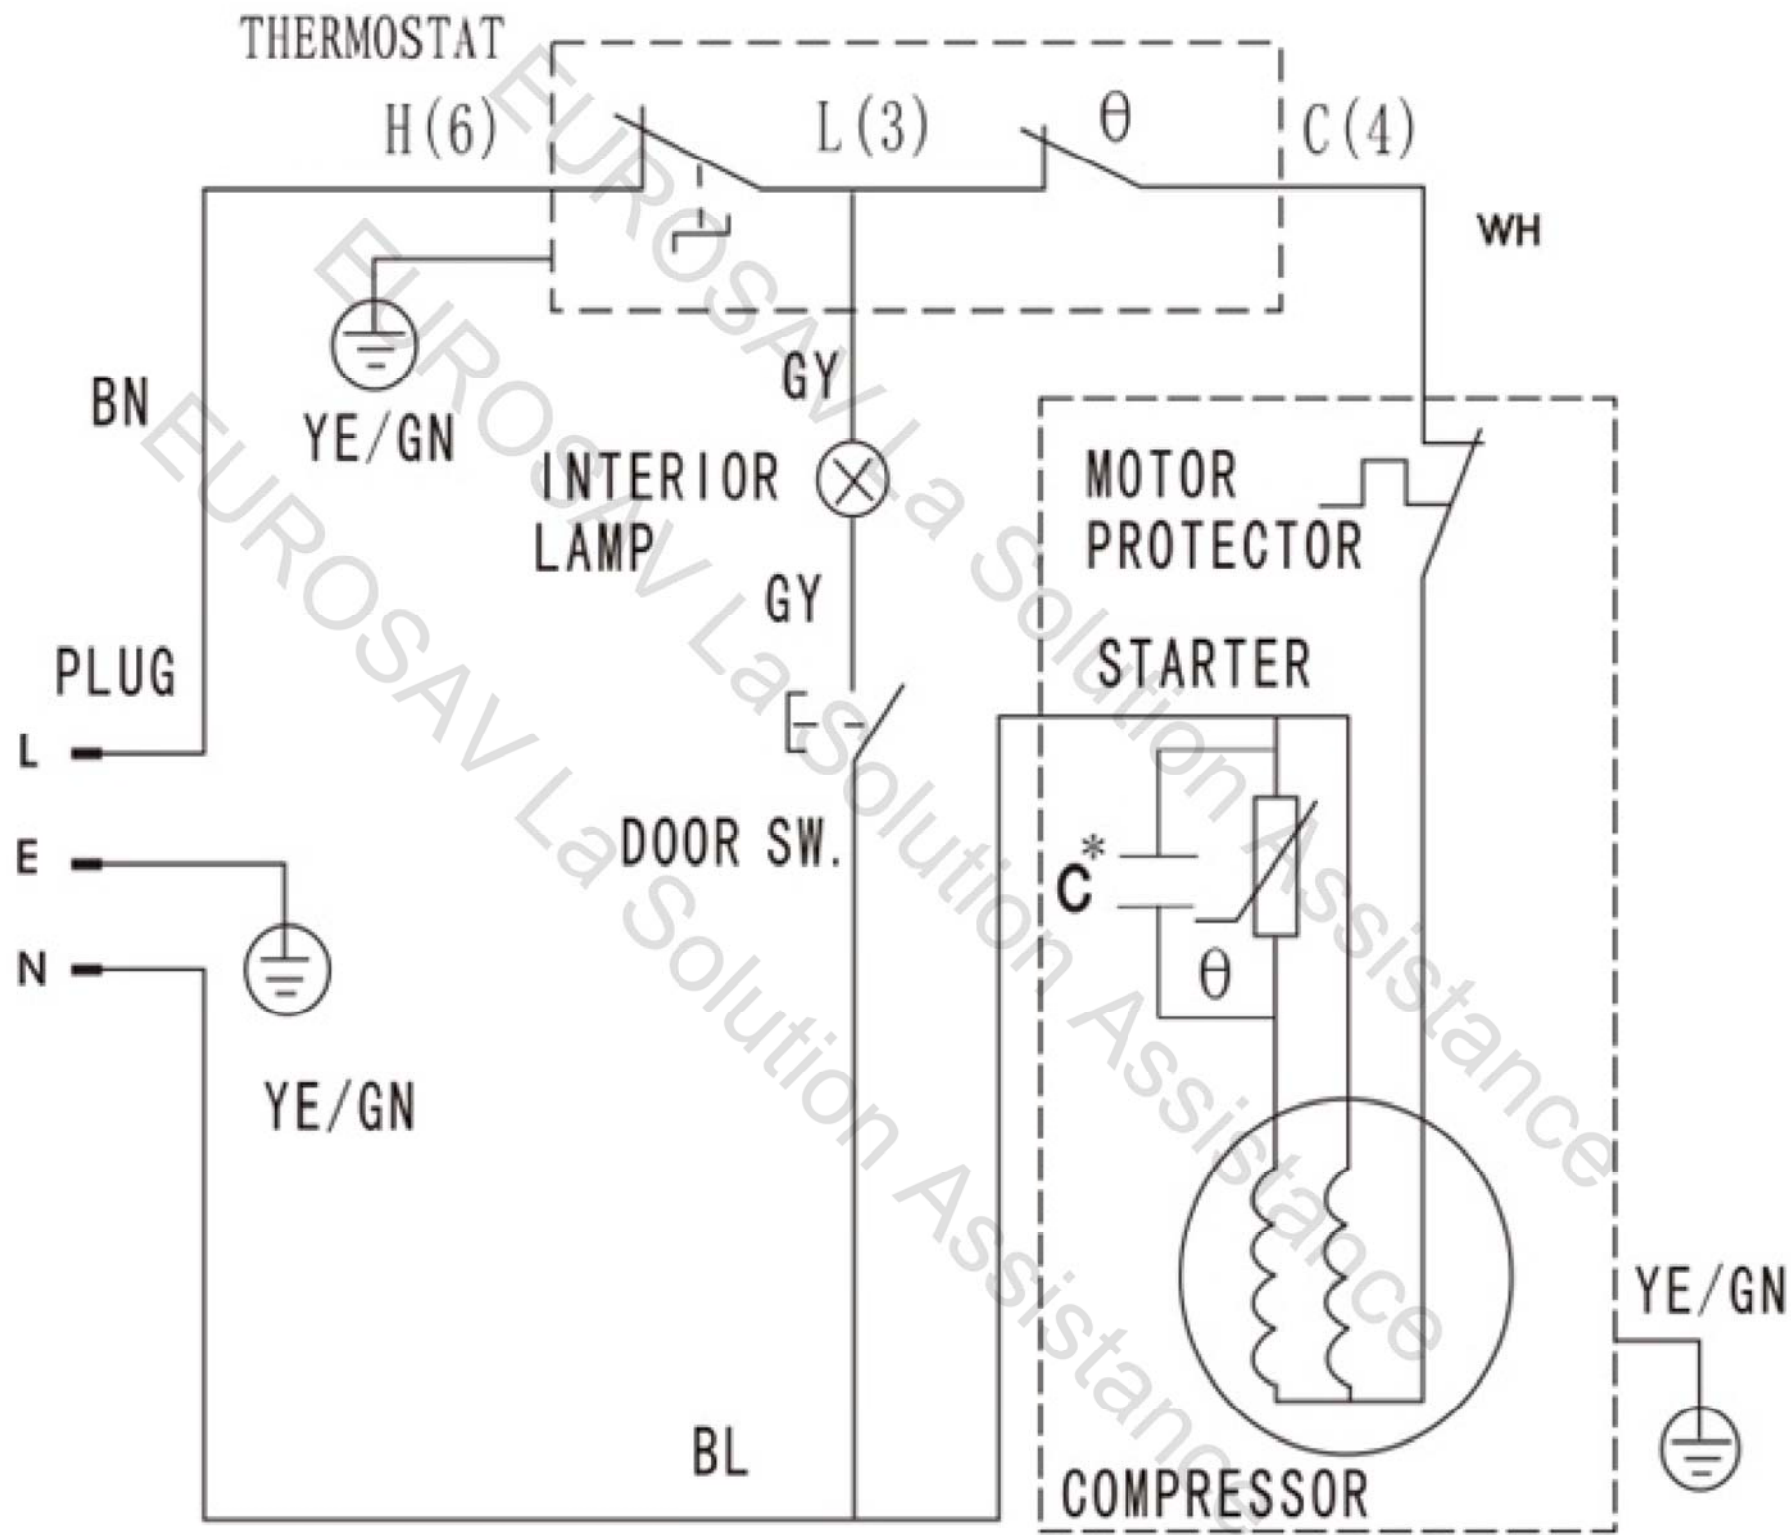 THERMOSTAT
H(6)
L(3)
θ
C(4)
WH
BN
YE/GN
GY
INTERIOR
LAMP
MOTOR
PROTECTOR
GY
STARTER
PLUG
L
DOOR SW.
C*
E
θ
N
YE/GN
YE/GN
BL
COMPRESSOR
EUROSAV La Solution Assistance
EUROSAV La Solution Assistance
EUROSAV La Solution Assistance